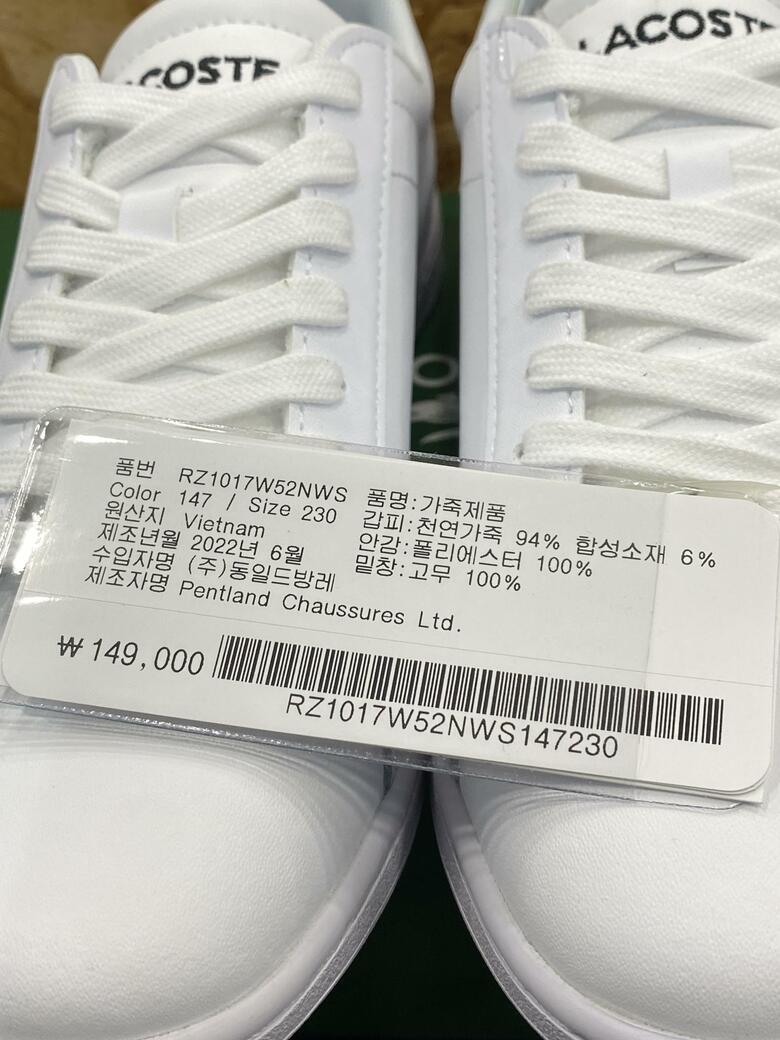 LACOSTE
품번 RZ1017W52NWS
Color 147 / Size 230
원산지 Vietnam
제조년월 2022년 6월
수입자명 (주)동일드방레
제조자명 Pentland Chaussures Ltd.
품명:가죽제품
갑피:천연가죽 94% 합성소재 6%
안감:폴리에스터 100%
밑창:고무 100%
₩149,000
RZ1017W52NWS147230